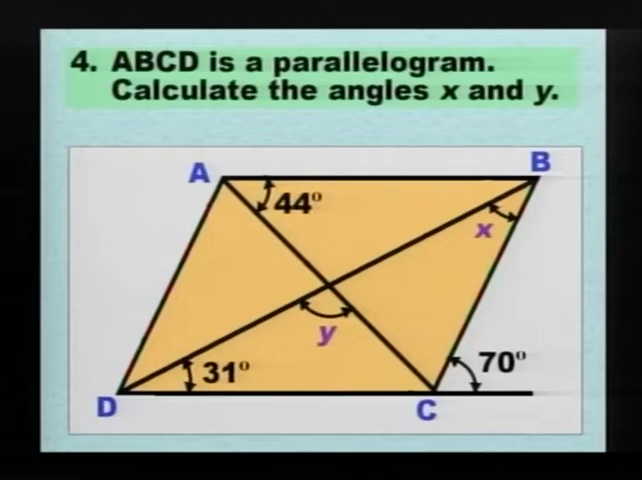 4. ABCD is a parallelogram.
Calculate the angles x and y.
A
B
44°
x
y
31°
70°
D
C